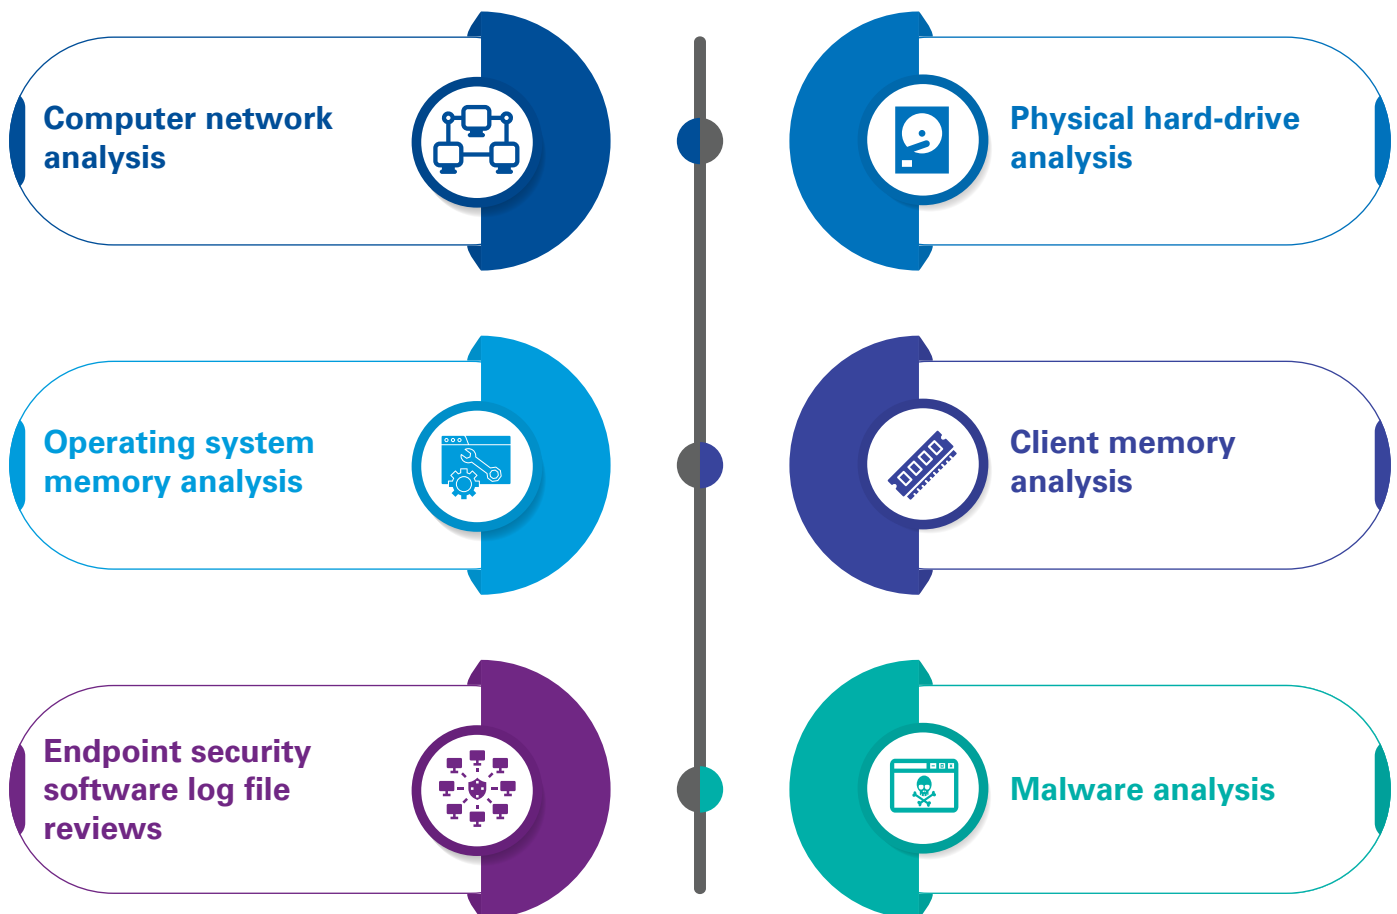 Computer network
analysis
Physical hard-drive
analysis
Operating system
memory analysis
Client memory
analysis
Endpoint security
software log file
reviews
Malware analysis